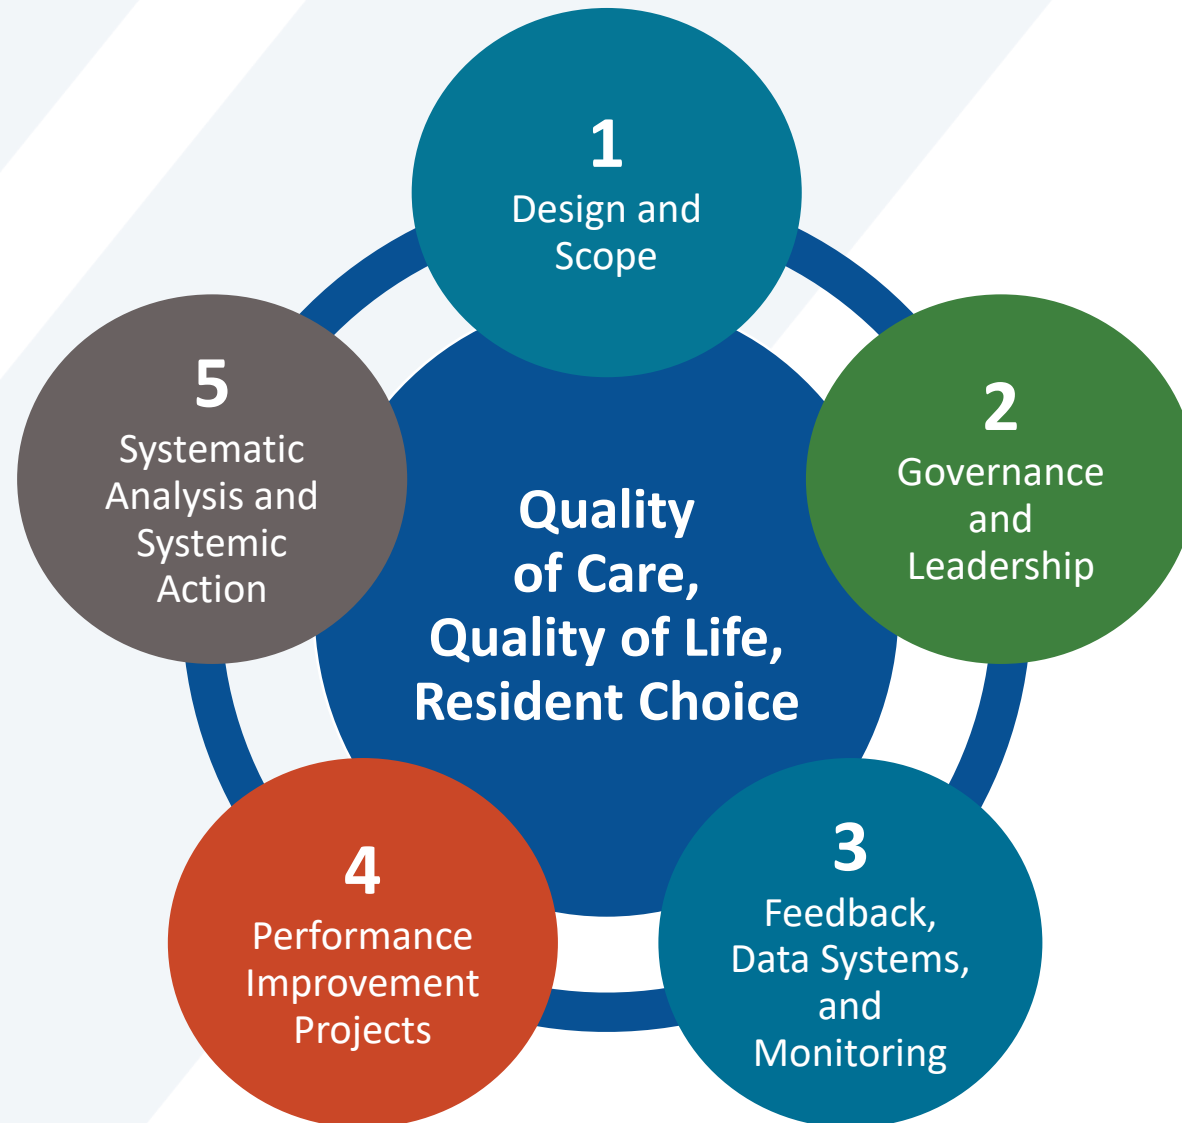 1
Design and
Scope
2
Governance
and
Leadership
3
Feedback,
Data Systems,
and
Monitoring
4
Performance
Improvement
Projects
5
Systematic
Analysis and
Systemic
Action
Quality
of Care,
Quality of Life,
Resident Choice